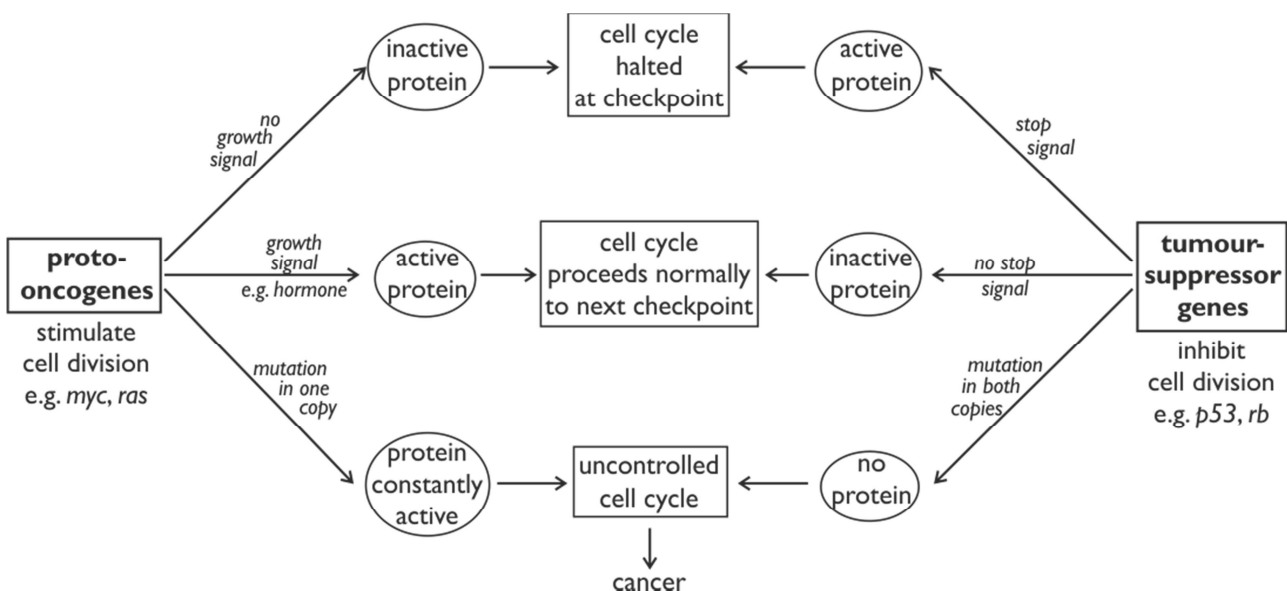 inactive
protein
cell cycle
halted
at checkpoint
active
protein
no
growth
signal
stop
signal
proto-
oncogenes
stimulate
cell division
e.g. myc, ras
growth
signal
e.g. hormone
active
protein
cell cycle
proceeds normally
to next checkpoint
inactive
protein
no stop
signal
tumour-
suppressor
genes
inhibit
cell division
e.g. p53, rb
mutation
in one
copy
mutation
in both
copies
protein
constantly
active
uncontrolled
cell cycle
no
protein
cancer